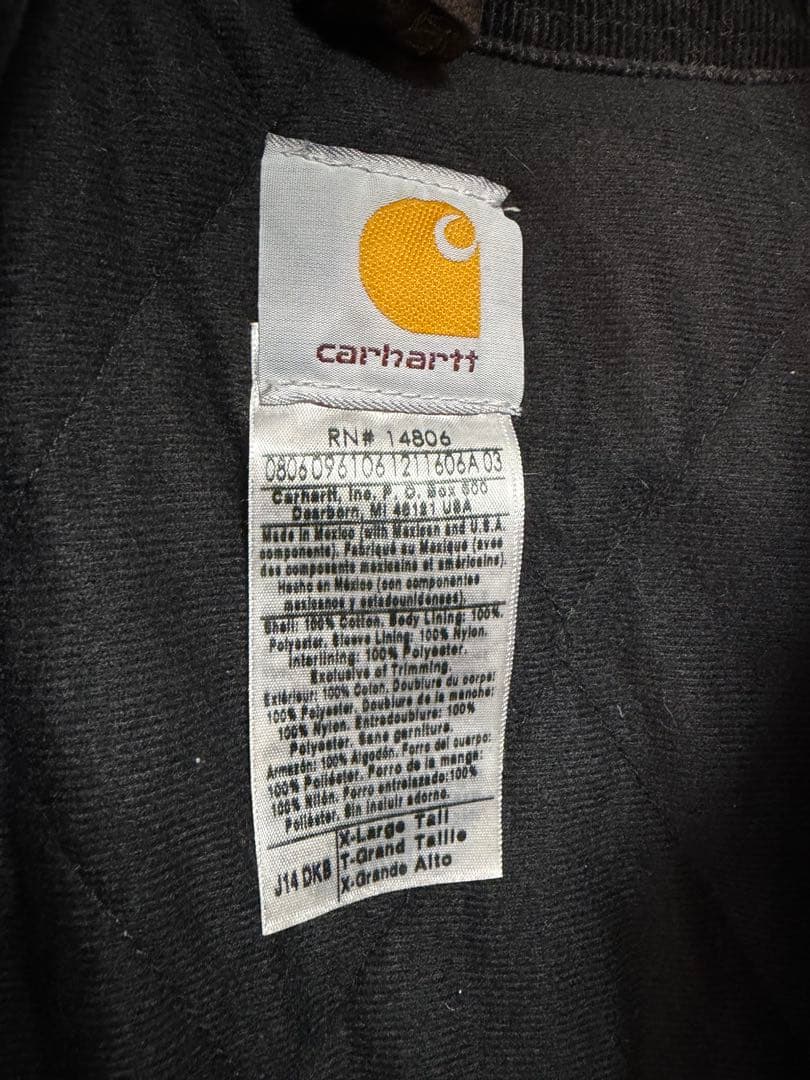 carhartt
RN# 14806
08060961061211606A 03
Carhartt, Inc. P. O. Box 600
Dearborn, MI 48121 USA
Made in Mexico (with Mexican and U.S.A.
components). Fabriqué au Mexique (avec
des composants mexicains et américains).
Hecho en México (con componentes
mexicanos y estadounidenses).
Shell: 100% Cotton, Body Lining: 100%
Polyester, Sleeve Lining: 100% Nylon.
Interlining: 100% Polyester.
Exclusive of Trimming.
Extérieur: 100% Coton, Doublure du corps:
100% Polyester, Doublure de la manche:
100% Nylon. Entredoublure: 100%
Polyester. Sans garniture.
Armazón: 100% Algodón. Forro del cuerpo:
100% Poliéster. Forro de la manga
100% Nilón. Forro entrelazado:100%
Poliéster. Sin incluir adorno.
J14 DKB
X-Large Tall
T-Grand Taille
X-Grande Alto